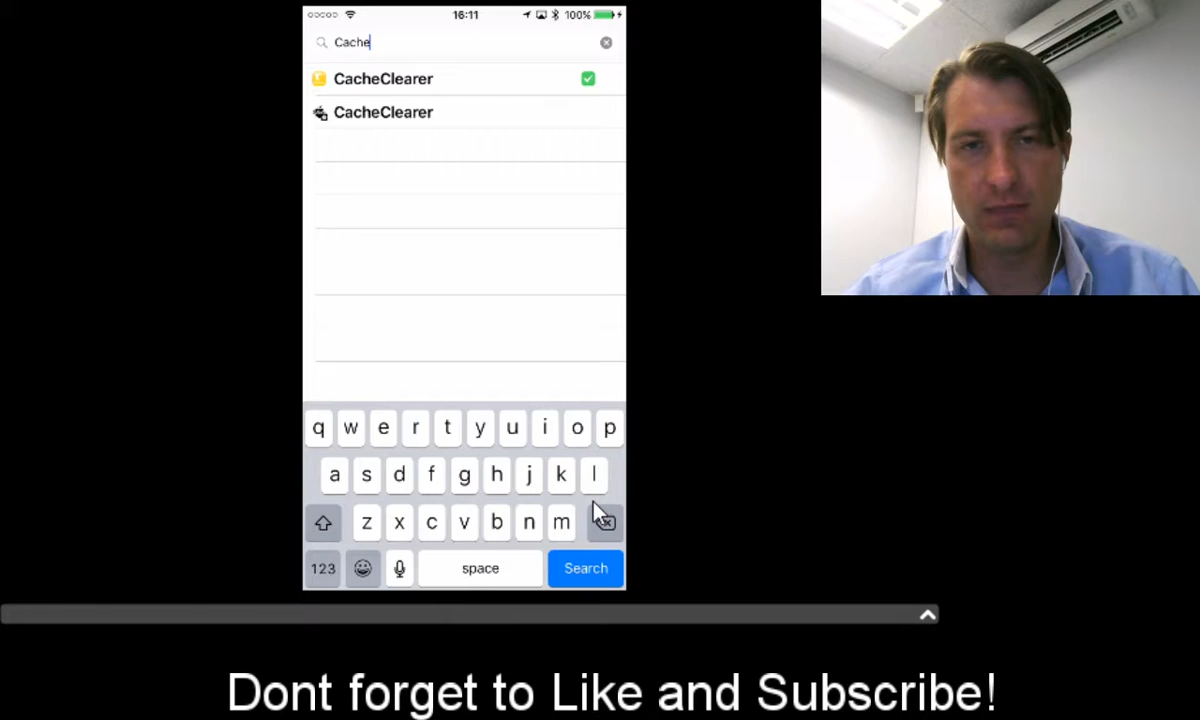 16:11 100%
Cache
CacheClearer
CacheClearer
q w e r t y u i o p
a s d f g h j k l
z x c v b n m
123 space Search
Dont forget to Like and Subscribe!